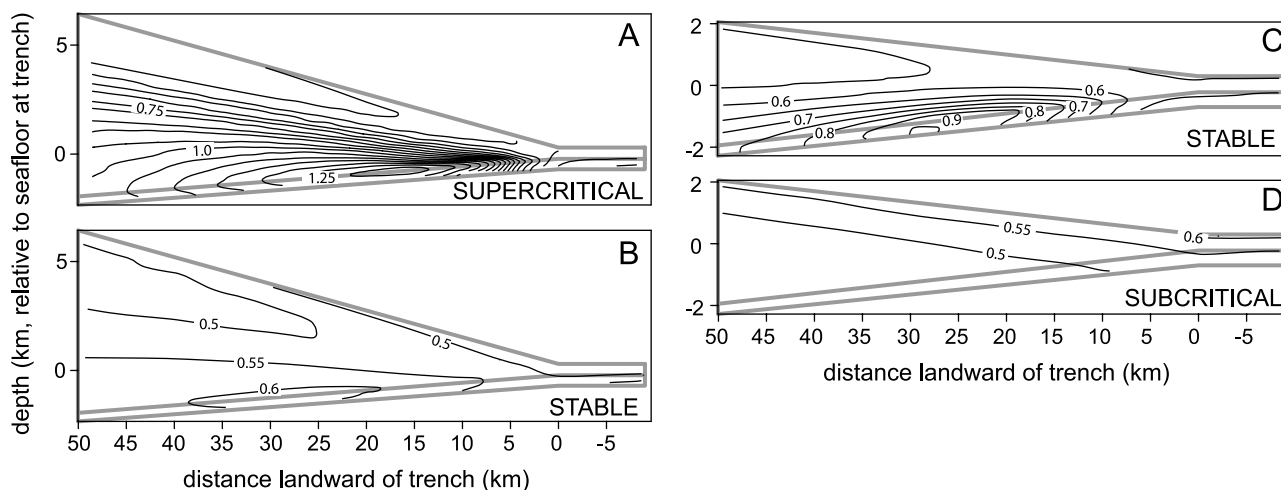 depth (km, relative to seafloor at trench)
A
5
0
0.75
1.0
1.25
SUPERCRITICAL
B
5
0
0.5
0.5
0.55
0.6
STABLE
50 45 40 35 30 25 20 15 10 5 0 -5
distance landward of trench (km)
C
2
0
-2
0.6
0.6
0.7
0.7
0.8
0.8
0.9
STABLE
D
2
0
-2
0.6
0.55
0.5
SUBCRITICAL
50 45 40 35 30 25 20 15 10 5 0 -5
distance landward of trench (km)